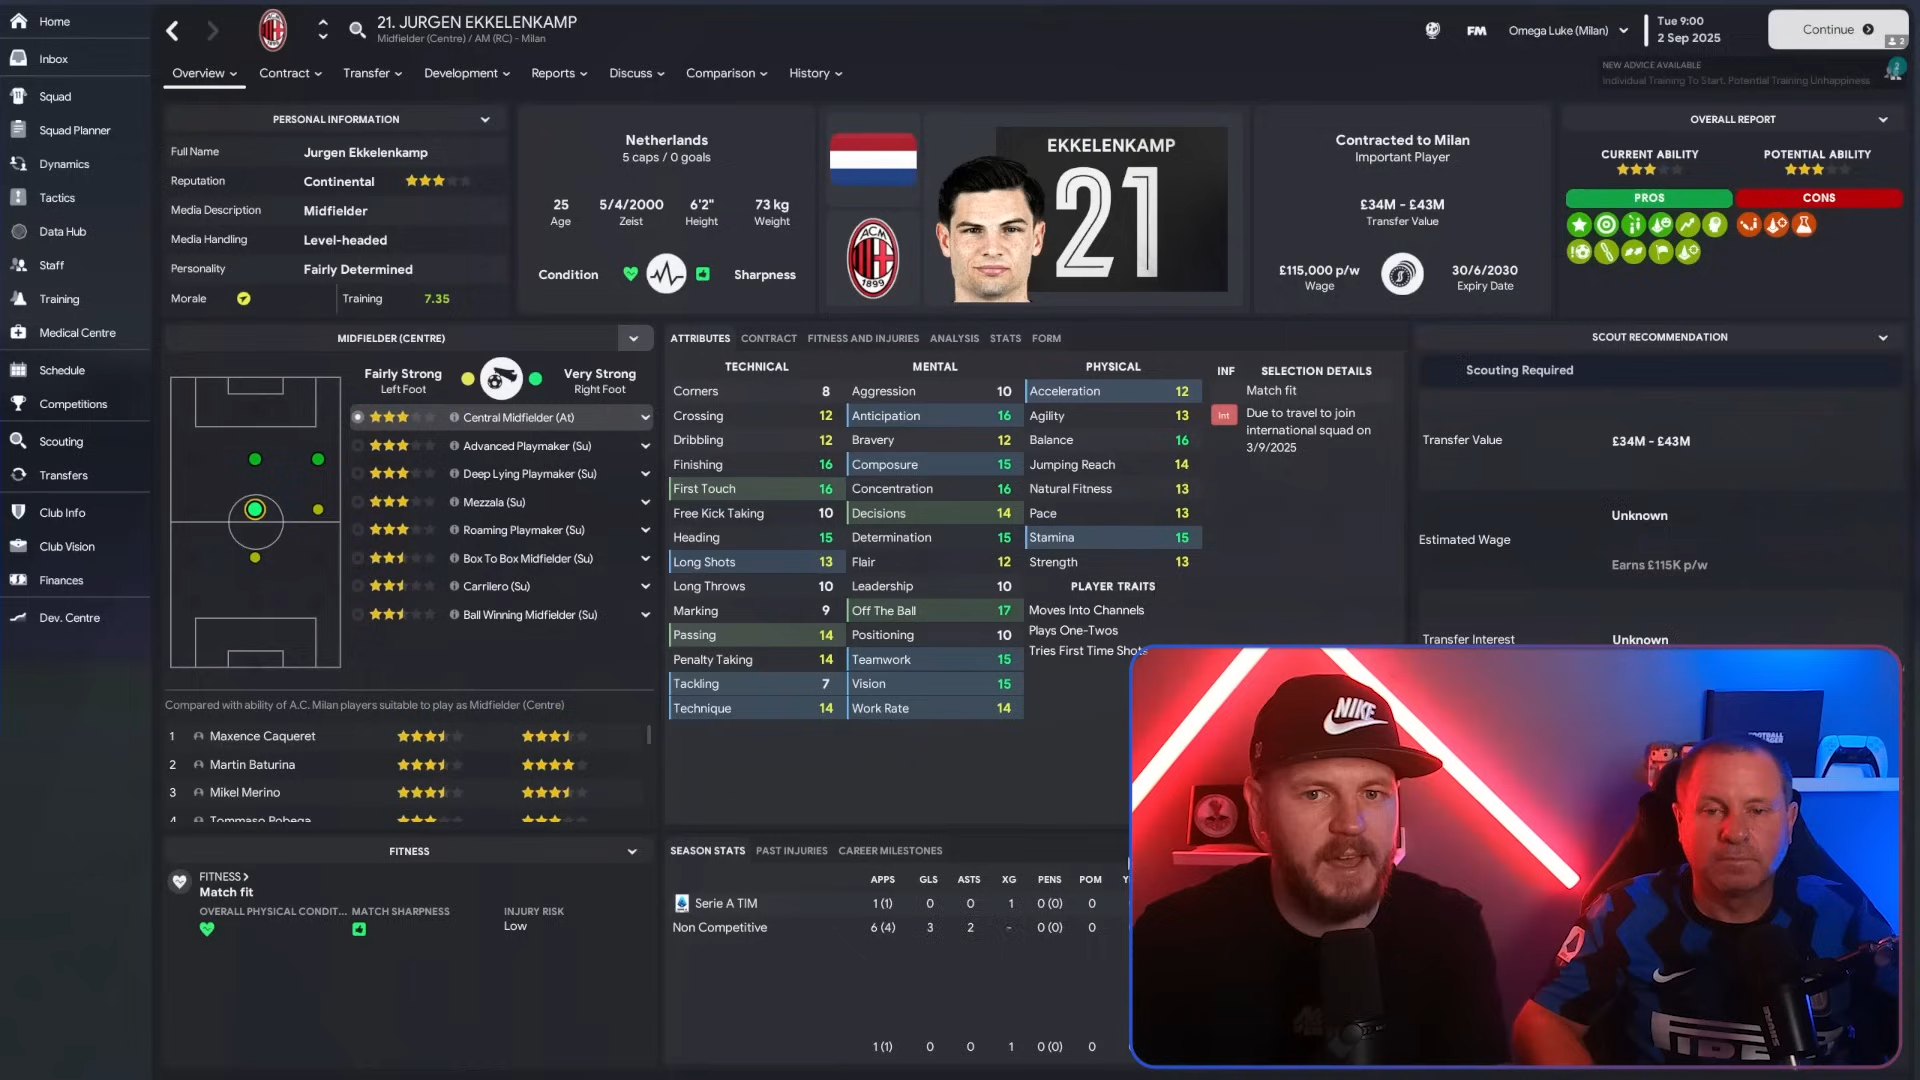 Home
Inbox
Squad
Squad Planner
Dynamics
Tactics
Data Hub
Staff
Training
Medical Centre
Schedule
Competitions
Scouting
Transfers
Club Info
Club Vision
Finances
Dev. Centre
21. JURGEN EKKELENKAMP
Midfielder (Centre) / AM (RC) - Milan
FM
Omega Luke (Milan)
Tue 9:00
2 Sep 2025
Continue
2
Overview
Contract
Transfer
Development
Reports
Discuss
Comparison
History
NEW ADVICE AVAILABLE
Individual Training To Start, Potential Training Unhappiness
2
PERSONAL INFORMATION
Full Name Jurgen Ekkelenkamp
Reputation Continental
Media Description Midfielder
Media Handling Level-headed
Personality Fairly Determined
Morale Training 7.35
Netherlands
5 caps / 0 goals
25 5/4/2000 6'2" 73 kg
Age Zeist Height Weight
Condition Sharpness
ACM
1899
EKKELENKAMP
21
Contracted to Milan
Important Player
£34M - £43M
Transfer Value
£115,000 p/w 30/6/2030
Wage Expiry Date
OVERALL REPORT
CURRENT ABILITY POTENTIAL ABILITY
PROS CONS
MIDFIELDER (CENTRE)
Fairly Strong Very Strong
Left Foot Right Foot
Central Midfielder (At)
Advanced Playmaker (Su)
Deep Lying Playmaker (Su)
Mezzala (Su)
Roaming Playmaker (Su)
Box To Box Midfielder (Su)
Carrilero (Su)
Ball Winning Midfielder (Su)
Compared with ability of A.C. Milan players suitable to play as Midfielder (Centre)
1 Maxence Caqueret
2 Martin Baturina
3 Mikel Merino
4 Tommaso Pobega
FITNESS
FITNESS >
Match fit
OVERALL PHYSICAL CONDIT... MATCH SHARPNESS INJURY RISK
Low
ATTRIBUTES CONTRACT FITNESS AND INJURIES ANALYSIS STATS FORM
TECHNICAL MENTAL PHYSICAL
Corners 8 Aggression 10 Acceleration 12
Crossing 12 Anticipation 16 Agility 13
Dribbling 12 Bravery 12 Balance 16
Finishing 16 Composure 15 Jumping Reach 14
First Touch 16 Concentration 16 Natural Fitness 13
Free Kick Taking 10 Decisions 14 Pace 13
Heading 15 Determination 15 Stamina 15
Long Shots 13 Flair 12 Strength 13
Long Throws 10 Leadership 10 PLAYER TRAITS
Marking 9 Off The Ball 17 Moves Into Channels
Passing 14 Positioning 10 Plays One-Twos
Penalty Taking 14 Teamwork 15 Tries First Time Shots
Tackling 7 Vision 15
Technique 14 Work Rate 14
INF SELECTION DETAILS
Match fit
Int Due to travel to join
international squad on
3/9/2025
SCOUT RECOMMENDATION
Scouting Required
Transfer Value £34M - £43M
Unknown
Estimated Wage
Earns £115K p/w
Transfer Interest Unknown
SEASON STATS PAST INJURIES CAREER MILESTONES
APPS GLS ASTS XG PENS POM Y
Serie A TIM 1 (1) 0 0 1 0 (0) 0
Non Competitive 6 (4) 3 2 - 0 (0) 0
1 (1) 0 0 1 0 (0) 0
NIKE